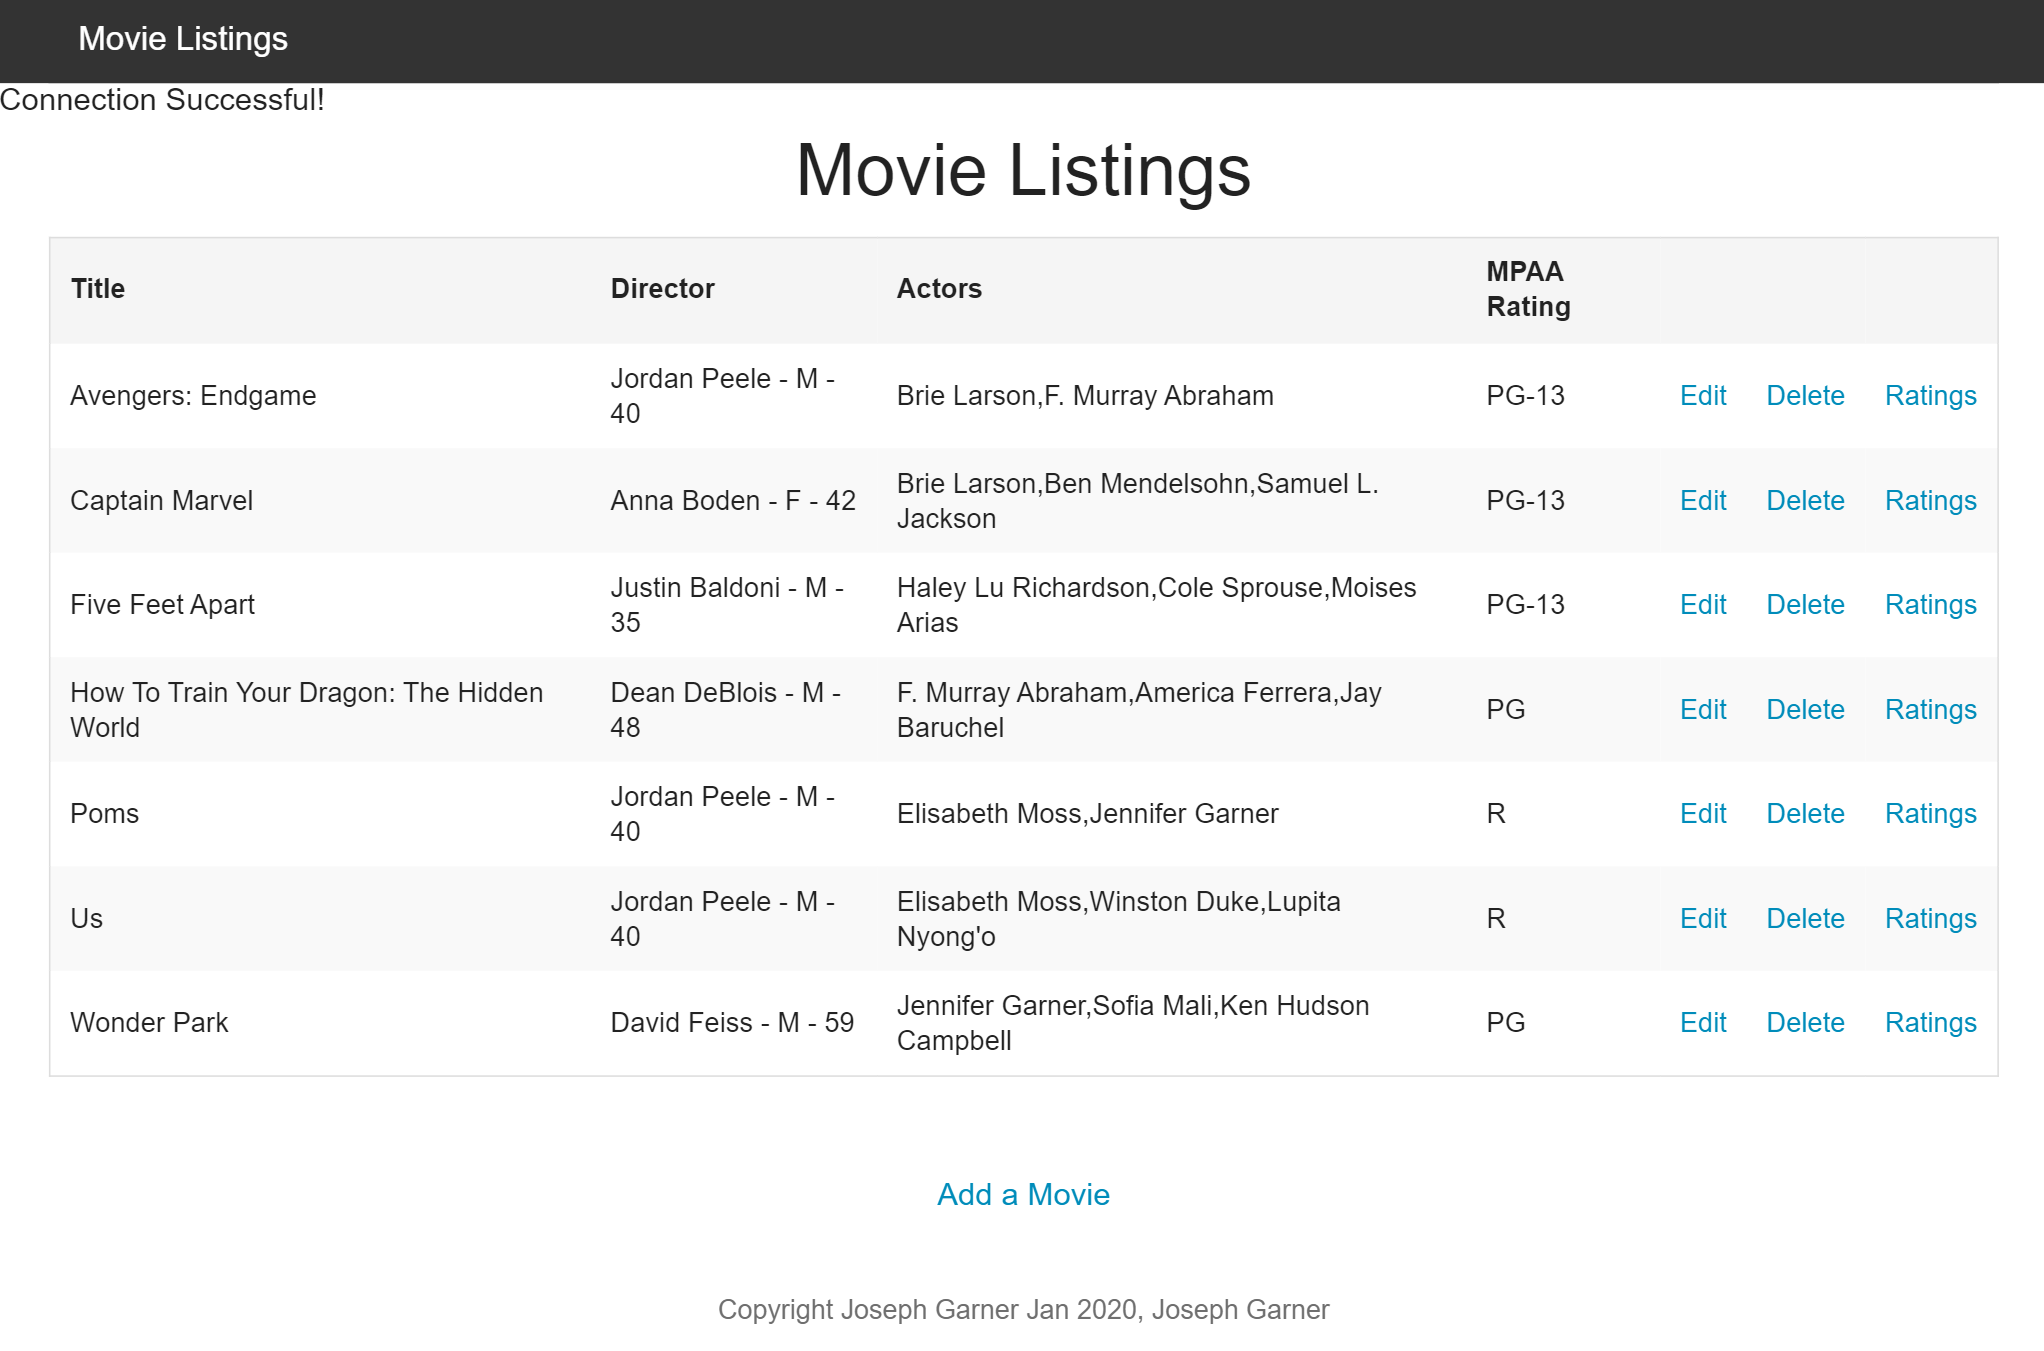 Movie Listings
Connection Successful!
Movie Listings
Title Director Actors MPAA
Rating
Avengers: Endgame Jordan Peele - M -
40 Brie Larson,F. Murray Abraham PG-13 Edit Delete Ratings
Captain Marvel Anna Boden - F - 42 Brie Larson,Ben Mendelsohn,Samuel L.
Jackson PG-13 Edit Delete Ratings
Five Feet Apart Justin Baldoni - M -
35 Haley Lu Richardson,Cole Sprouse,Moises
Arias PG-13 Edit Delete Ratings
How To Train Your Dragon: The Hidden
World Dean DeBlois - M -
48 F. Murray Abraham,America Ferrera,Jay
Baruchel PG Edit Delete Ratings
Poms Jordan Peele - M -
40 Elisabeth Moss,Jennifer Garner R Edit Delete Ratings
Us Jordan Peele - M -
40 Elisabeth Moss,Winston Duke,Lupita
Nyong'o R Edit Delete Ratings
Wonder Park David Feiss - M - 59 Jennifer Garner,Sofia Mali,Ken Hudson
Campbell PG Edit Delete Ratings
Add a Movie
Copyright Joseph Garner Jan 2020, Joseph Garner